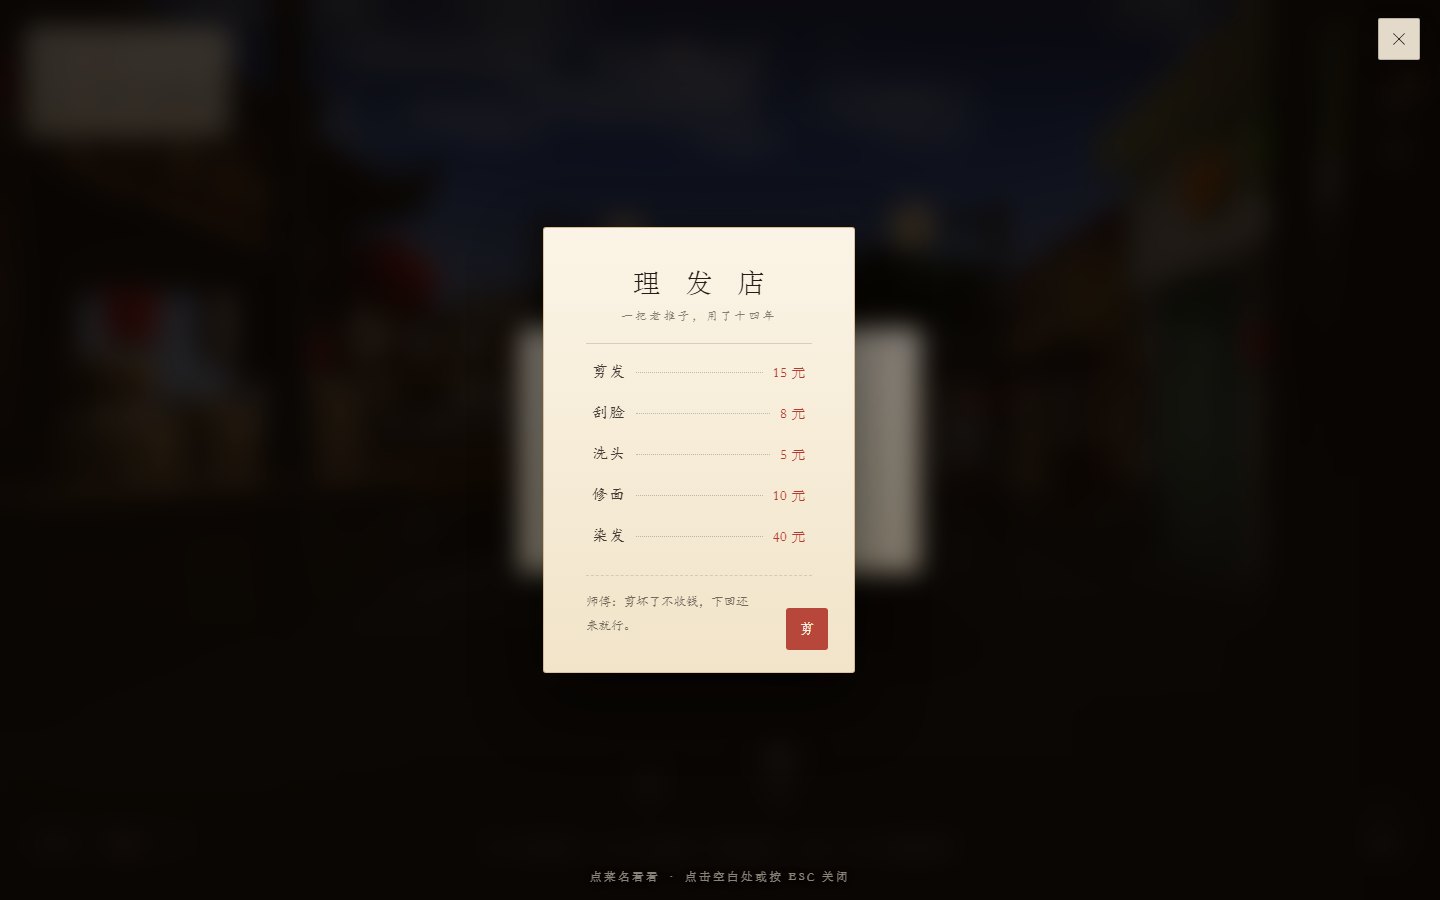 理发店
一把老推子，用了十四年
剪发 15 元
刮脸 8 元
洗头 5 元
修面 10 元
染发 40 元
师傅：剪坏了不收钱，下回还
来就行。
剪
点菜名看看 · 点击空白处或按 ESC 关闭